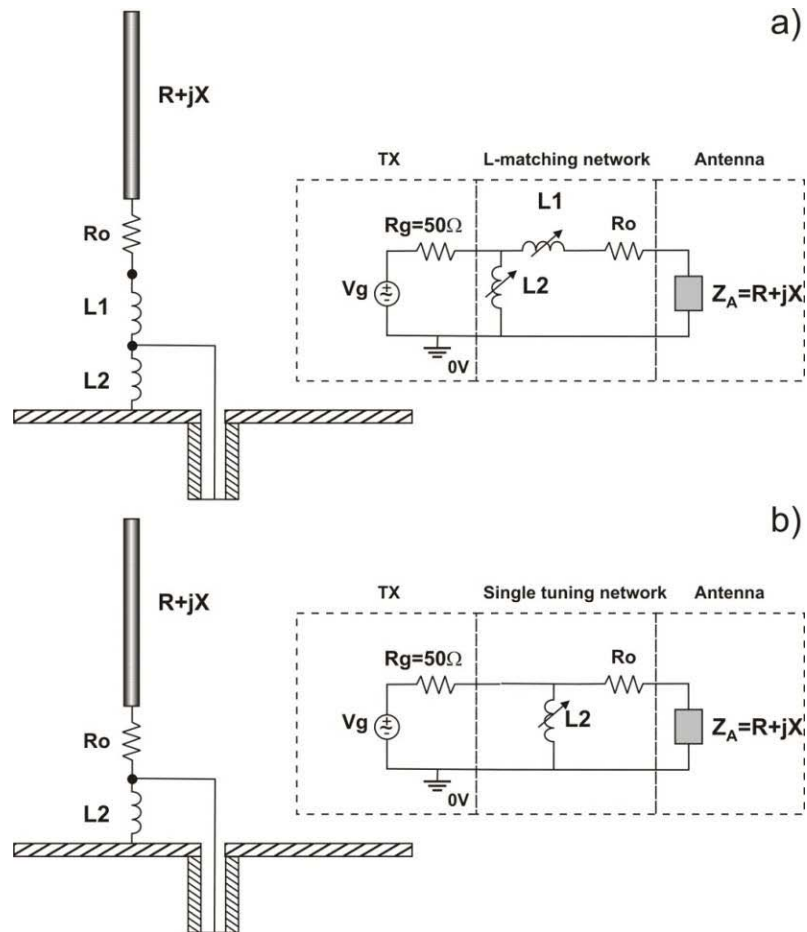 a)
R+jX
TX L-matching network Antenna
L1
Ro
Rg=50Ω
Ro
Vg
L2
Z_A=R+jX
L1
0V
L2
b)
R+jX
TX Single tuning network Antenna
Rg=50Ω
Ro
Ro
Vg
L2
Z_A=R+jX
L2
0V